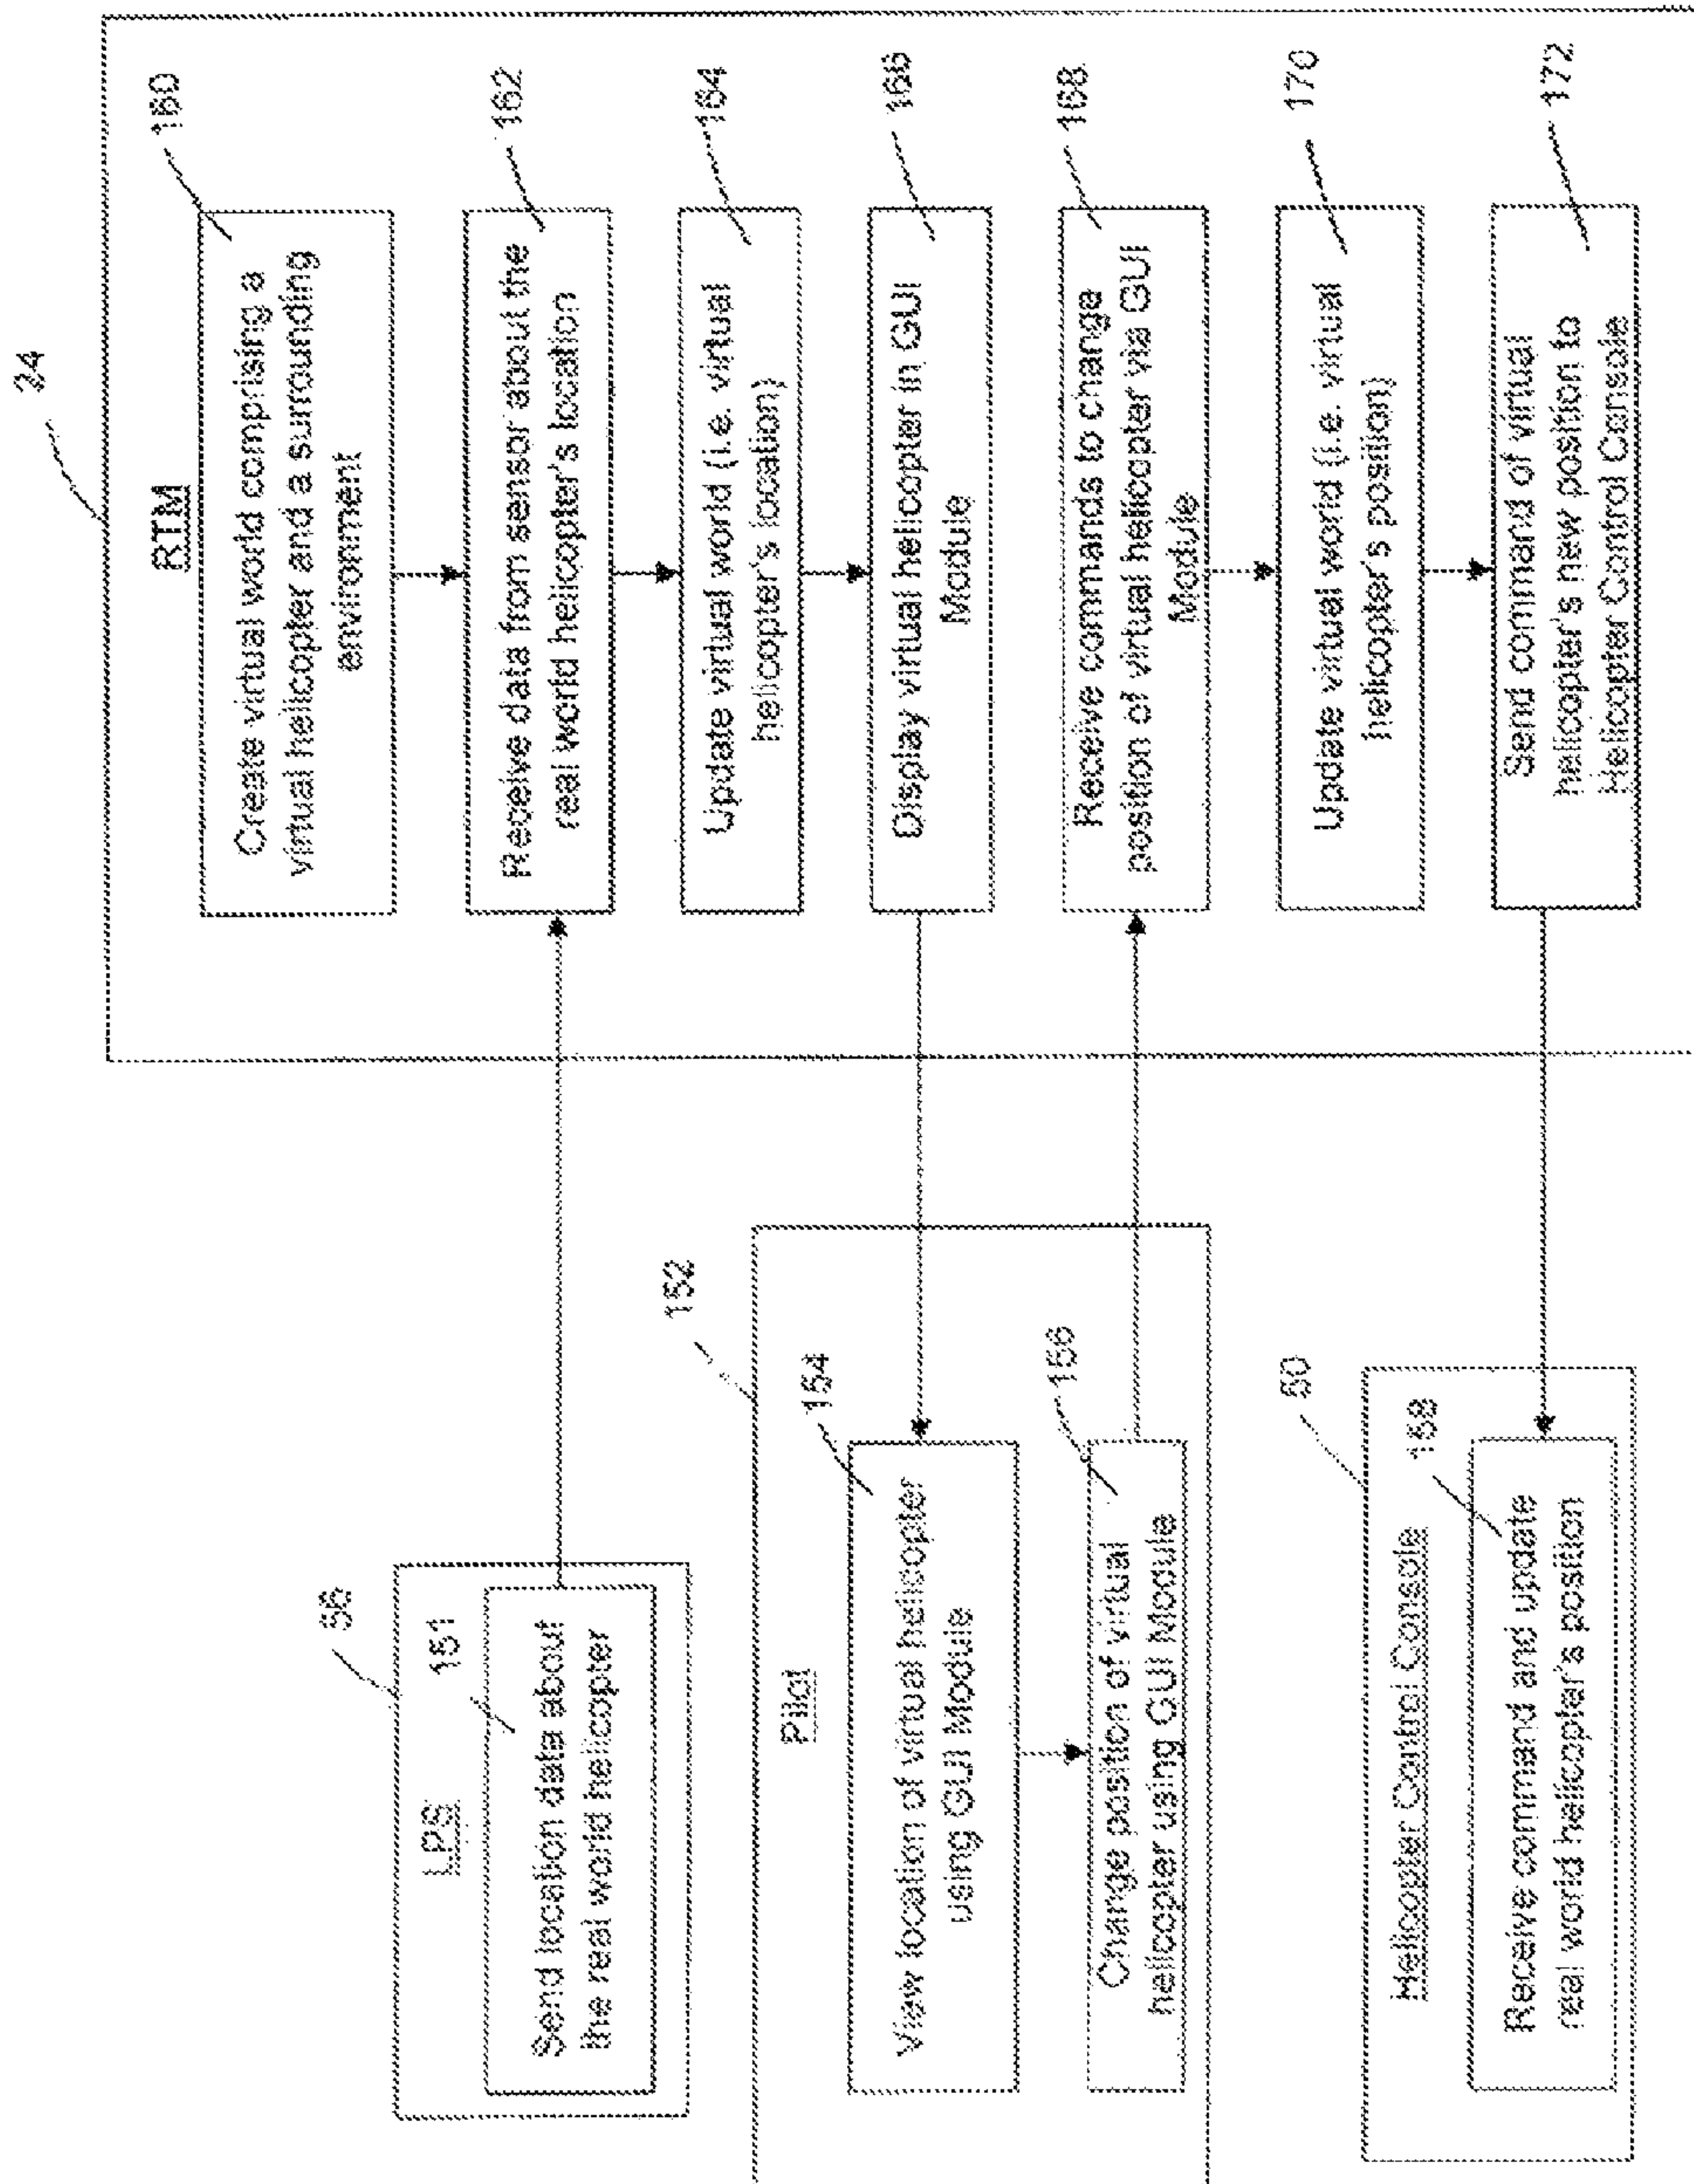 24
RTM
160
Create virtual world comprising a
virtual helicopter and a surrounding
environment
162
Receive data from sensor about the
real world helicopter's location
164
Update virtual world (i.e. virtual
helicopter's location)
166
Display virtual helicopter in GUI
Module
168
Receive commands to change
position of virtual helicopter via GUI
Module
170
Update virtual world (i.e. virtual
helicopter's position)
172
Send command of virtual
helicopter's new position to
Helicopter Control Console
56
LPS
151
Send location data about
the real world helicopter
152
Pilot
154
View location of virtual helicopter
using GUI Module
156
Change position of virtual
helicopter using GUI Module
50
Helicopter Control Console
158
Receive command and update
real world helicopter's position